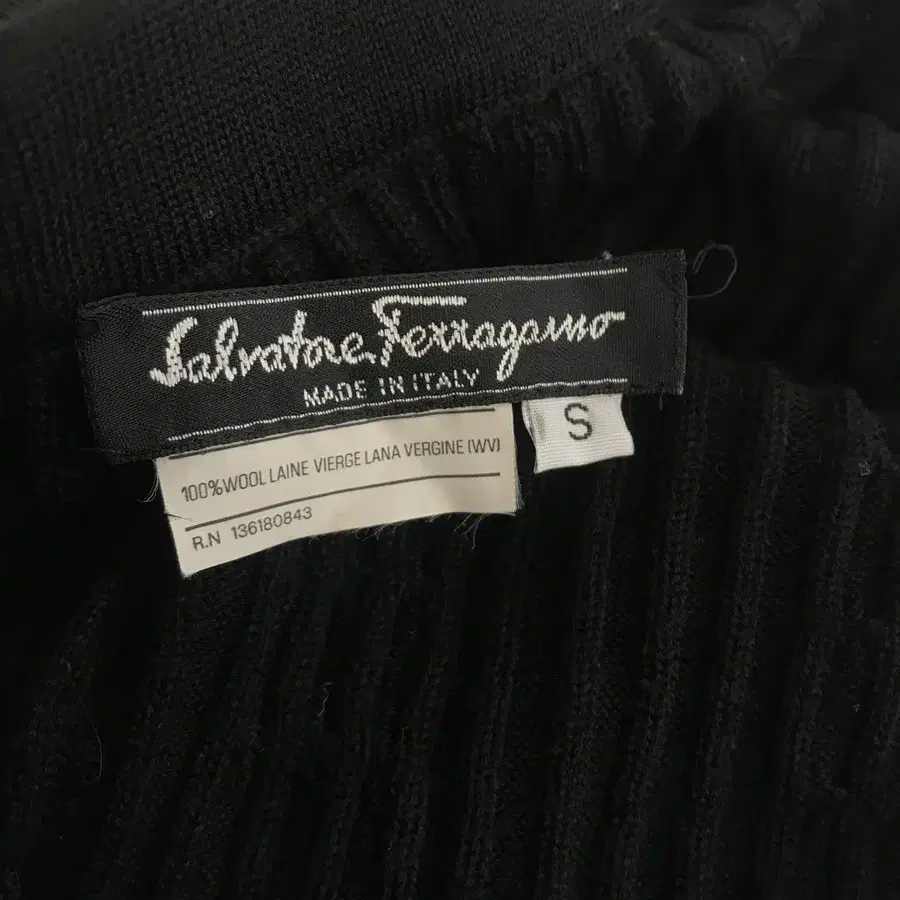 Salvatore Ferragamo
MADE IN ITALY
S
100% WOOL LAINE VIERGE LANA VERGINE (WV)
R.N 136180843